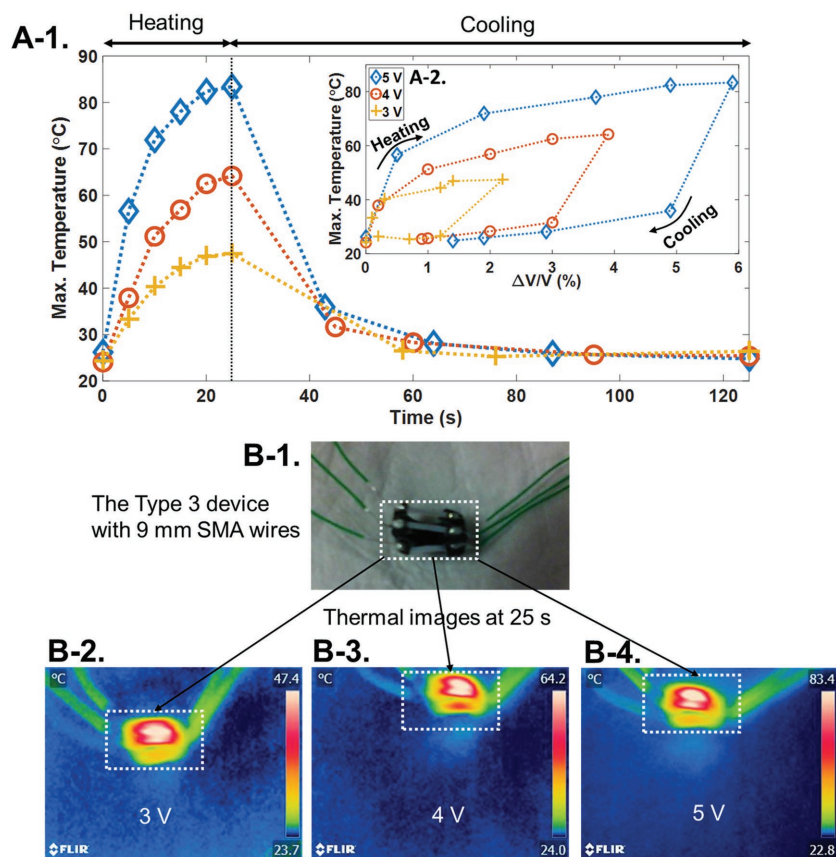 Heating
Cooling
A-1.
90
80
70
60
50
40
30
20
Max. Temperature (°C)
0
20
40
60
80
100
120
Time (s)
A-2.
5 V
4 V
3 V
80
60
40
20
Max. Temperature (°C)
Heating
Cooling
0
1
2
3
4
5
6
ΔV/V (%)
B-1.
The Type 3 device
with 9 mm SMA wires
Thermal images at 25 s
B-2.
B-3.
B-4.
ºC
47.4
3 V
FLIR
23.7
ºC
64.2
4 V
FLIR
24.0
ºC
83.4
5 V
FLIR
22.8